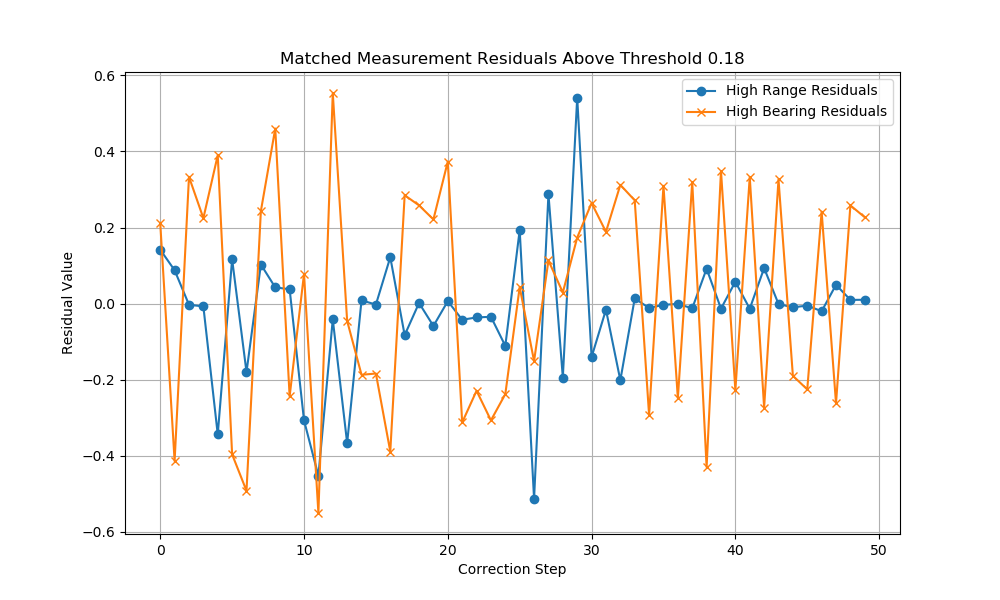 Matched Measurement Residuals Above Threshold 0.18
High Range Residuals
High Bearing Residuals
Residual Value
0.6
0.4
0.2
0.0
−0.2
−0.4
−0.6
0 10 20 30 40 50
Correction Step